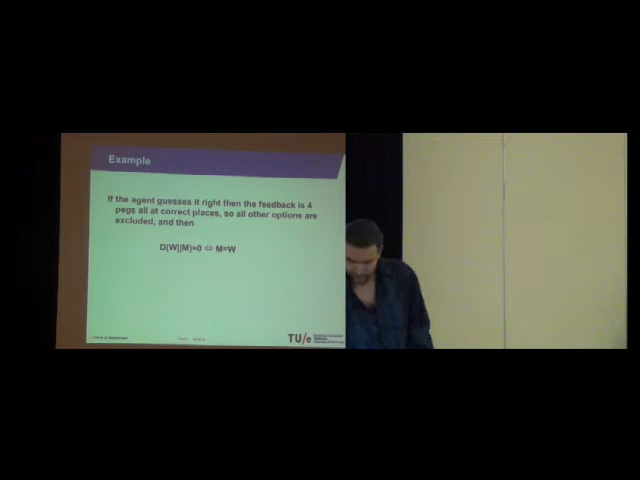 Example
If the agent guesses it right then the feedback is 4
pegs all at correct places, so all other options are
excluded, and then
D(W||M)=0 ⇔ M=W
TU/e